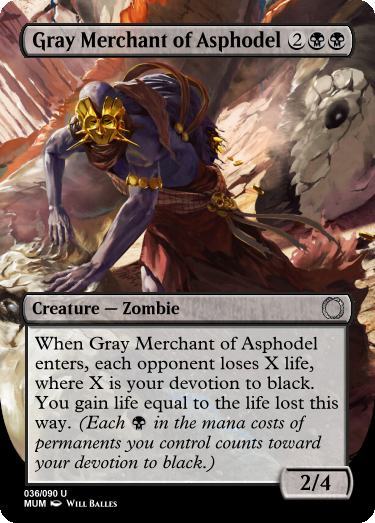 Gray Merchant of Asphodel 2
Creature — Zombie
When Gray Merchant of Asphodel
enters, each opponent loses X life,
where X is your devotion to black.
You gain life equal to the life lost this
way. (Each in the mana costs of
permanents you control counts toward
your devotion to black.)
2/4
036/090 U
MUM Will Balles